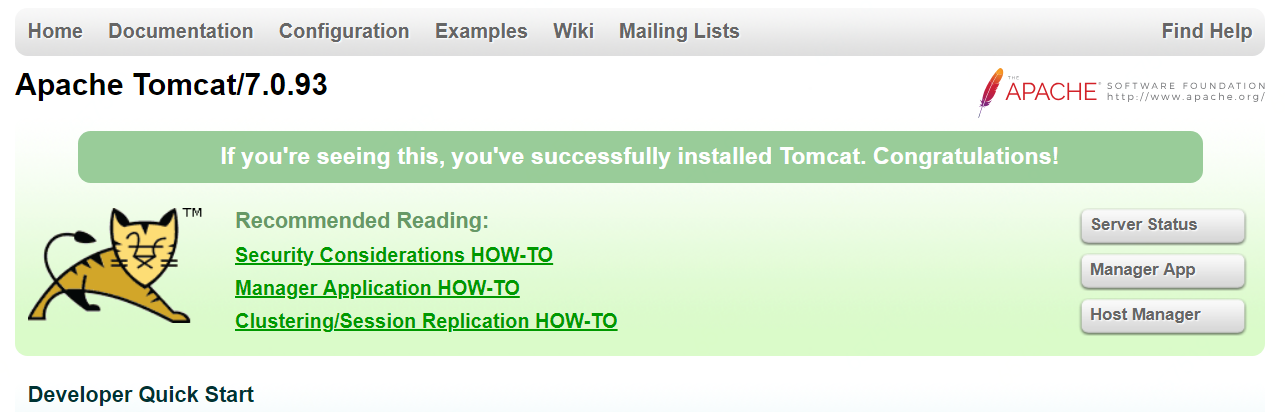 Home Documentation Configuration Examples Wiki Mailing Lists Find Help
Apache Tomcat/7.0.93
THE
APACHE® SOFTWARE FOUNDATION
http://www.apache.org/
If you're seeing this, you've successfully installed Tomcat. Congratulations!
TM
Recommended Reading:
Security Considerations HOW-TO
Manager Application HOW-TO
Clustering/Session Replication HOW-TO
Server Status
Manager App
Host Manager
Developer Quick Start